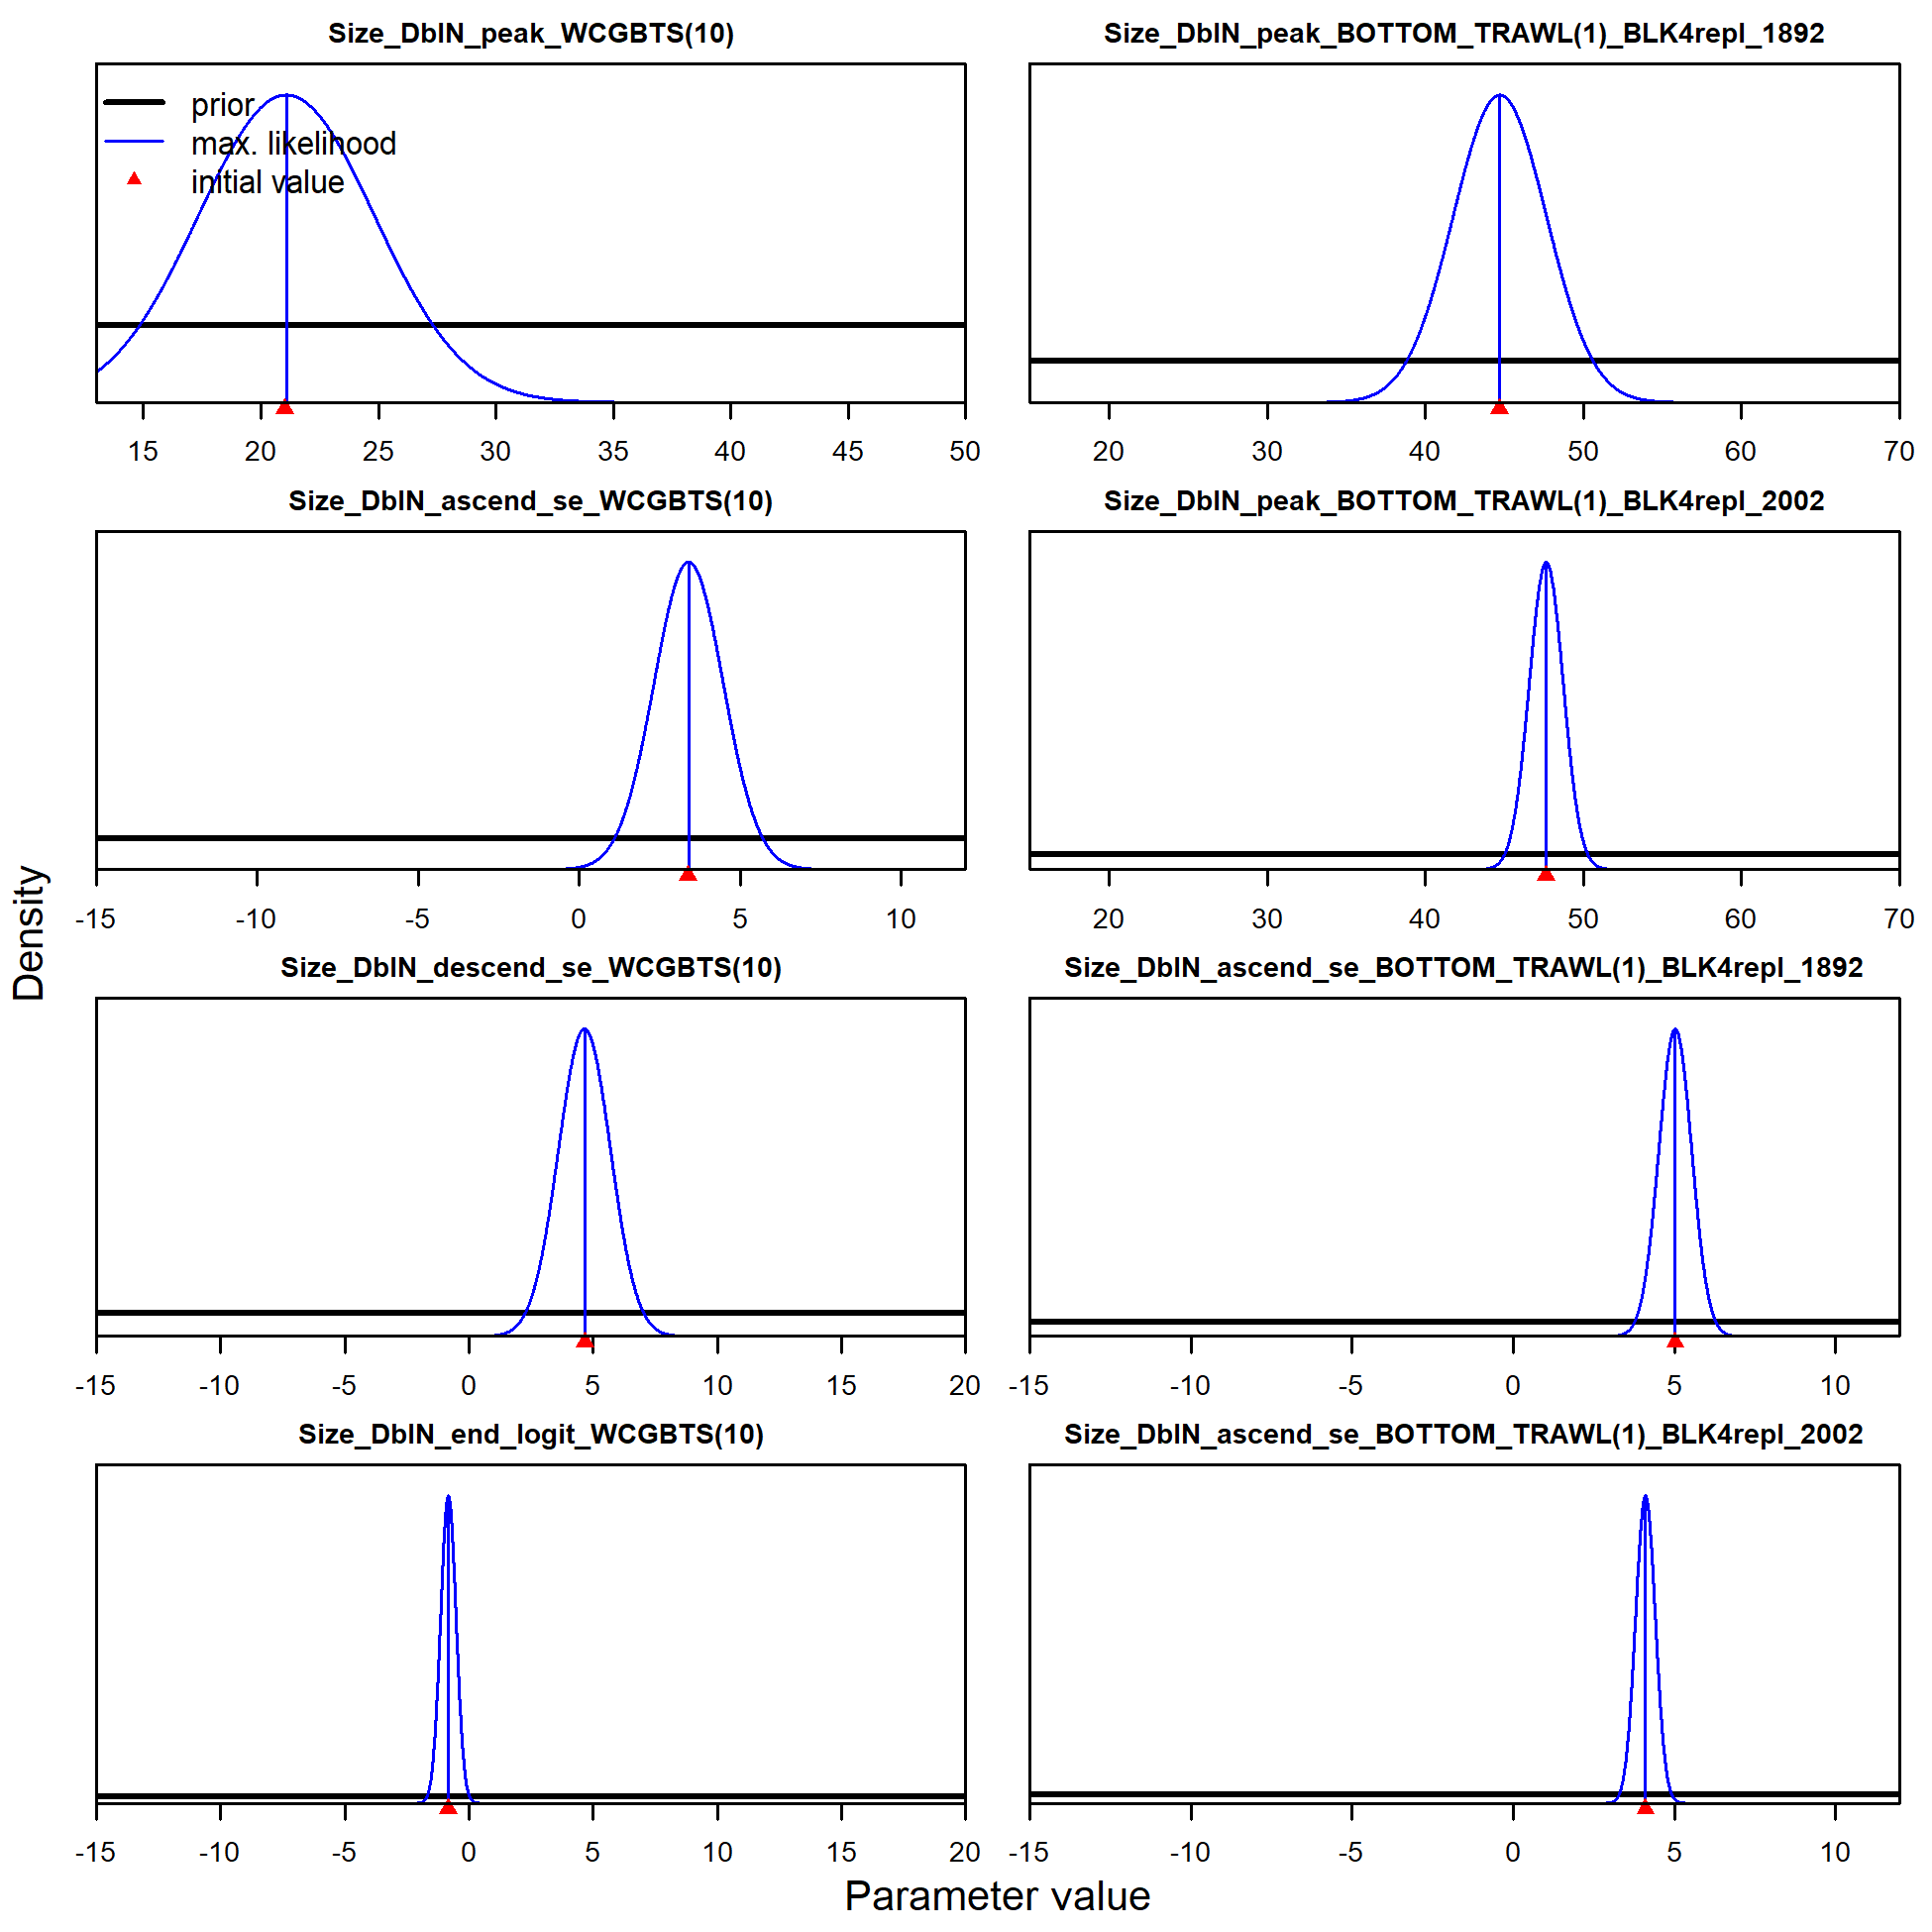 Size_DblN_peak_WCGBTS(10)
prior
max. likelihood
initial value
15 20 25 30 35 40 45 50
Size_DblN_peak_BOTTOM_TRAWL(1)_BLK4repl_1892
20 30 40 50 60 70
Size_DblN_ascend_se_WCGBTS(10)
-15 -10 -5 0 5 10
Size_DblN_peak_BOTTOM_TRAWL(1)_BLK4repl_2002
20 30 40 50 60 70
Size_DblN_descend_se_WCGBTS(10)
-15 -10 -5 0 5 10 15 20
Size_DblN_ascend_se_BOTTOM_TRAWL(1)_BLK4repl_1892
-15 -10 -5 0 5 10
Size_DblN_end_logit_WCGBTS(10)
-15 -10 -5 0 5 10 15 20
Size_DblN_ascend_se_BOTTOM_TRAWL(1)_BLK4repl_2002
-15 -10 -5 0 5 10
Density
Parameter value